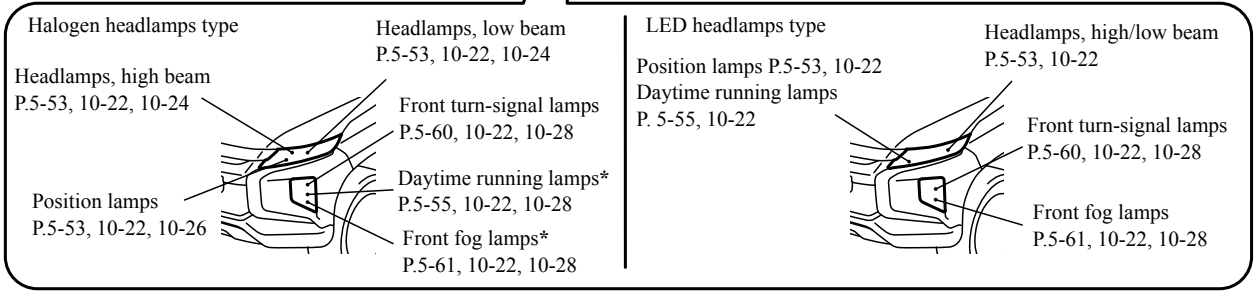 Halogen headlamps type
Headlamps, low beam
P.5-53, 10-22, 10-24
Headlamps, high beam
P.5-53, 10-22, 10-24
Front turn-signal lamps
P.5-60, 10-22, 10-28
Daytime running lamps*
P.5-55, 10-22, 10-28
Position lamps
P.5-53, 10-22, 10-26
Front fog lamps*
P.5-61, 10-22, 10-28
LED headlamps type
Headlamps, high/low beam
P.5-53, 10-22
Position lamps P.5-53, 10-22
Daytime running lamps
P. 5-55, 10-22
Front turn-signal lamps
P.5-60, 10-22, 10-28
Front fog lamps
P.5-61, 10-22, 10-28